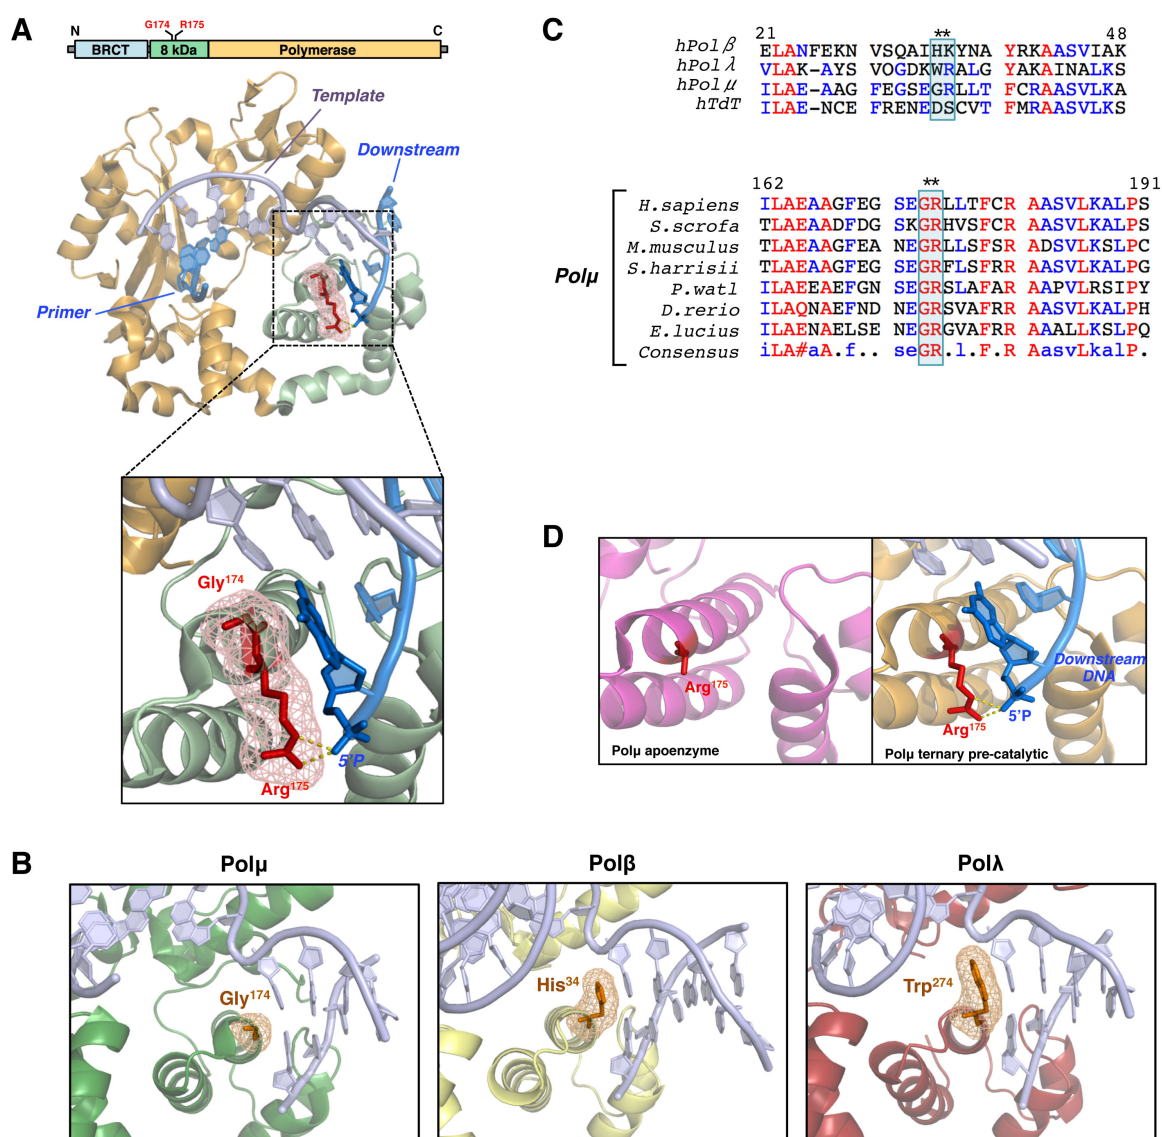 A
N
G174
R175
C
BRCT
8 kDa
Polymerase
Template
Downstream
Primer
Gly174
5'P
Arg175
C
21 ** 48
hPol β ELANFEKN VSQAIHKYNA YRKAASVIAK
hPol λ VLAK-AYS VQGDKWRALG YAKAINALKS
hPol μ ILAE-AAG FEGSEGRLLT FCRAASVLKA
hTdT ILAE-NCE FRENEDSCVT FMRAASVLKS
162 ** 191
Polμ
H.sapiens ILAEAAGFEG SEGRLLTFCR AASVLKALPS
S.scrofa TLAEAADFDG SKGRHVSFCR AASVLKALPS
M.musculus TLAEAAGFEA NEGRLLSFSR ADSVLKSLPC
S.harrisii TLAEAAGFEG SEGRFLSFRR AASVLKALPG
P.watl ILAEEAEFGN SEGRSLAFAR AAPVLRSIPY
D.rerio ILAQNAEFND NEGRSVAFRR AASVLKALPH
E.lucius ILAENAELSE NEGRGVAFRR AAALLKSLPQ
Consensus iLA#aA.f.. seGR.l.F.R AasvLkalP.
D
Arg175
Polμ apoenzyme
Downstream
DNA
5'P
Arg175
Polμ ternary pre-catalytic
B
Polμ
Polβ
Polλ
Gly174
His34
Trp274